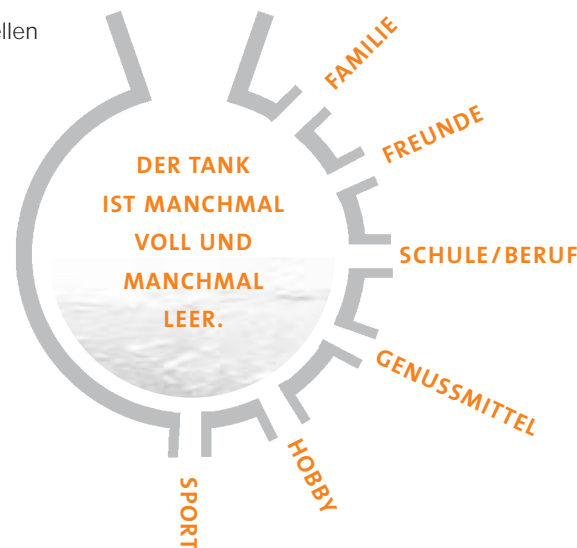 ellen
FAMILIE
FREUNDE
DER TANK
IST MANCHMAL
VOLL UND
MANCHMAL
LEER.
SCHULE/BERUF
GENUSSMITTEL
HOBBY
SPORT